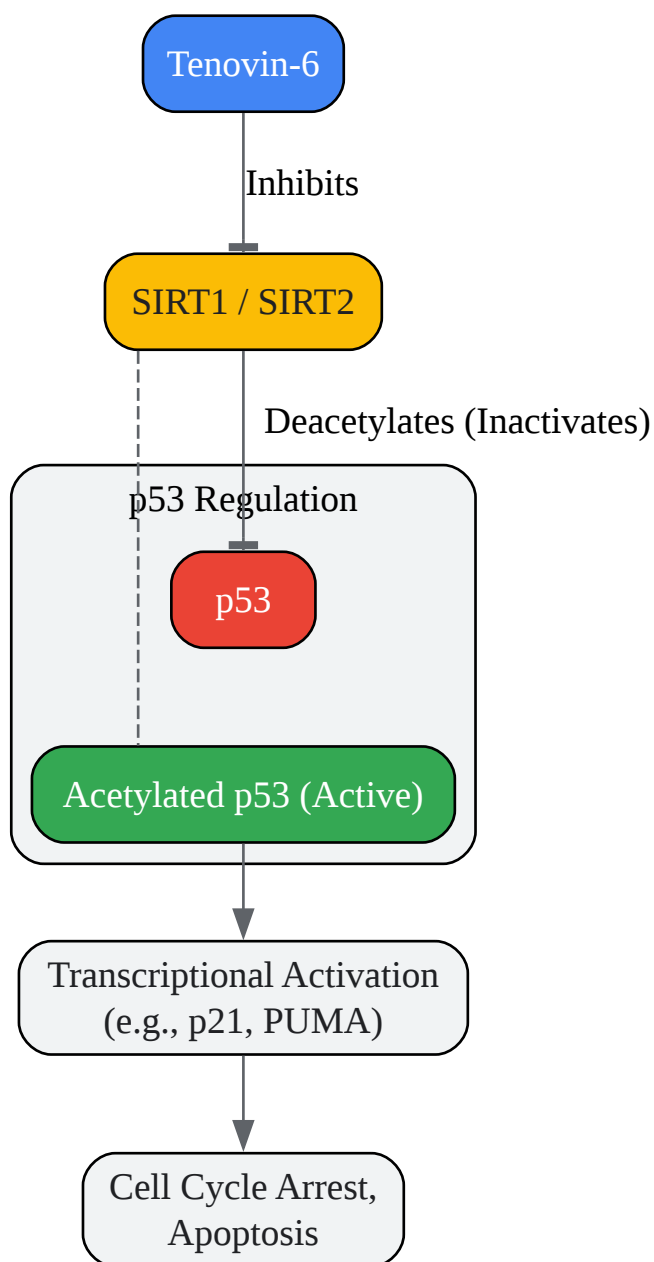 Tenovin-6
Inhibits
SIRT1 / SIRT2
Deacetylates (Inactivates)
p53 Regulation
p53
Acetylated p53 (Active)
Transcriptional Activation
(e.g., p21, PUMA)
Cell Cycle Arrest,
Apoptosis